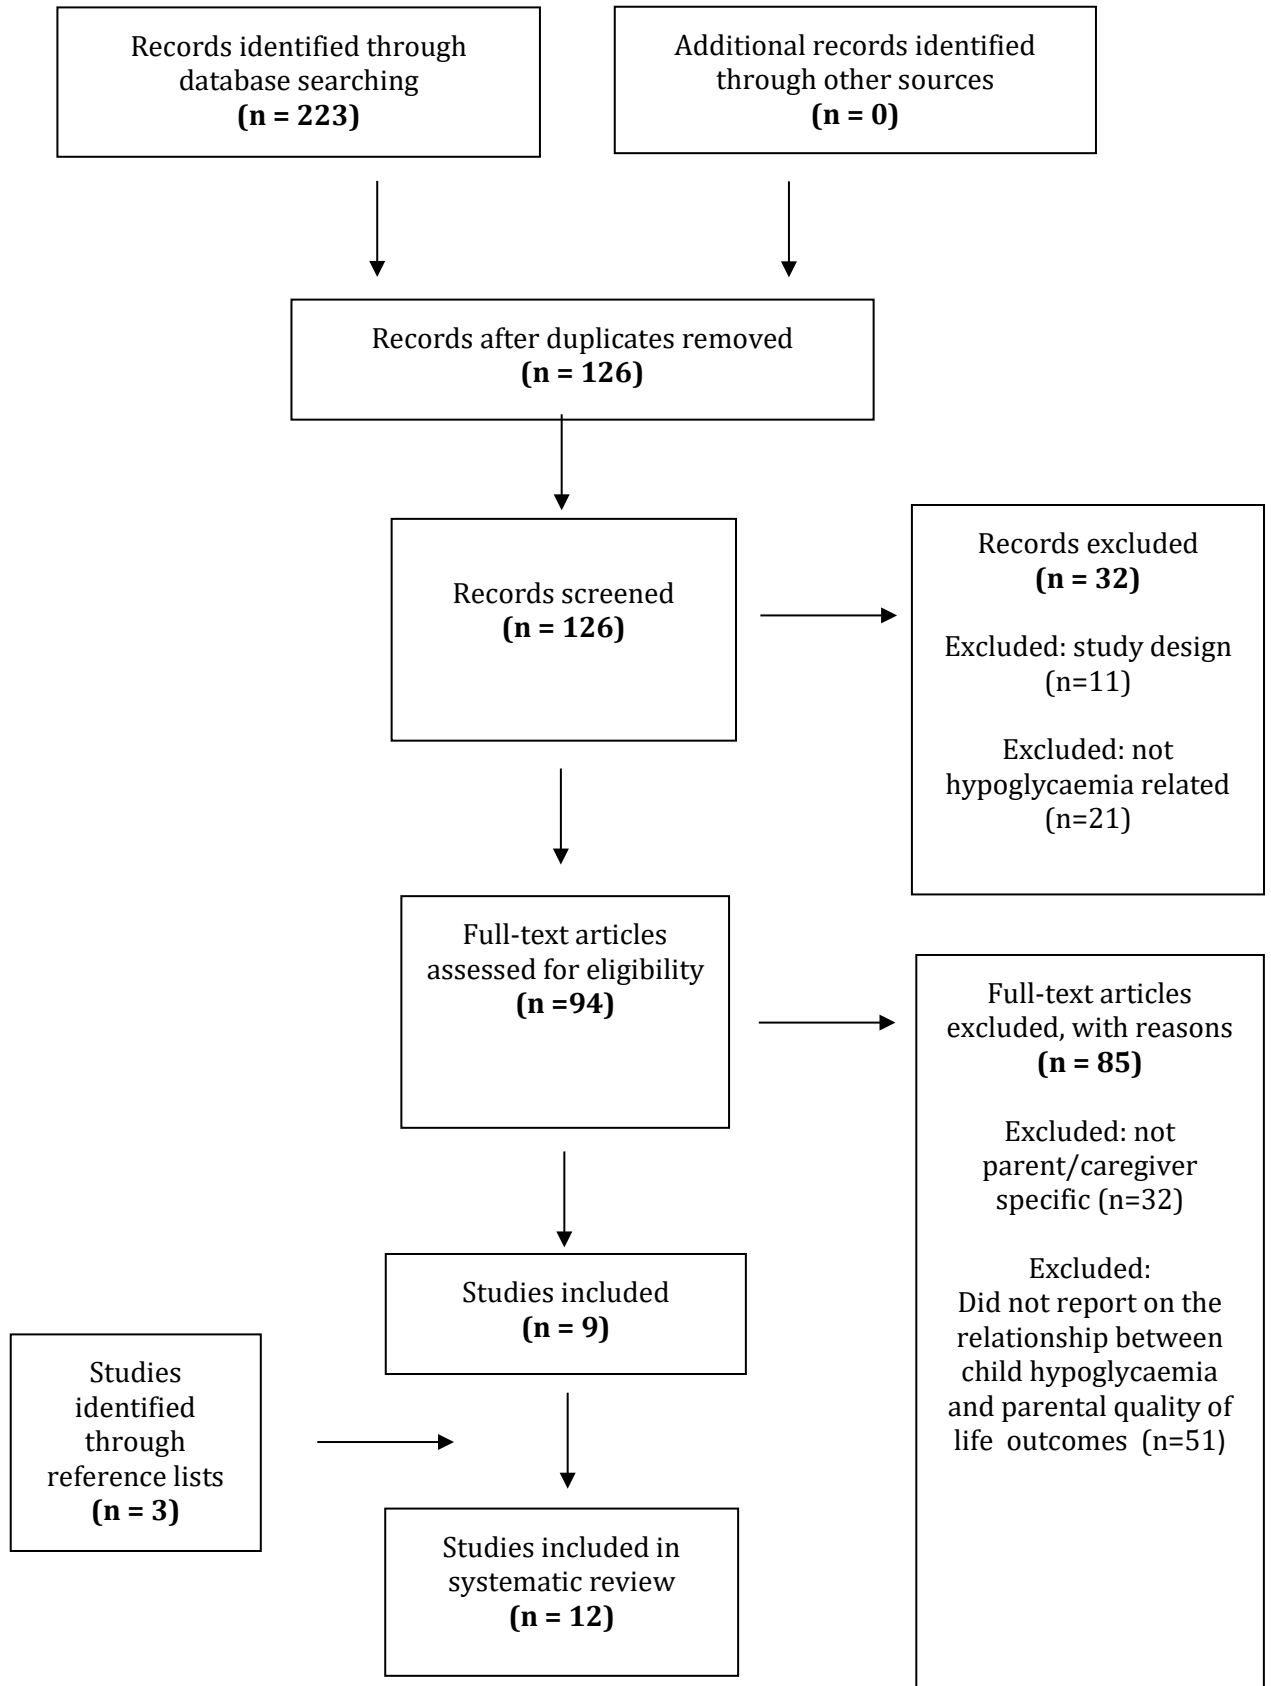 Records identified through
database searching
(n = 223)
Additional records identified
through other sources
(n = 0)
Records after duplicates removed
(n = 126)
Records screened
(n = 126)
Records excluded
(n = 32)
Excluded: study design
(n=11)
Excluded: not
hypoglycaemia related
(n=21)
Full-text articles
assessed for eligibility
(n =94)
Full-text articles
excluded, with reasons
(n = 85)
Excluded: not
parent/caregiver
specific (n=32)
Excluded:
Did not report on the
relationship between
child hypoglycaemia
and parental quality of
life outcomes (n=51)
Studies included
(n = 9)
Studies
identified
through
reference lists
(n = 3)
Studies included in
systematic review
(n = 12)